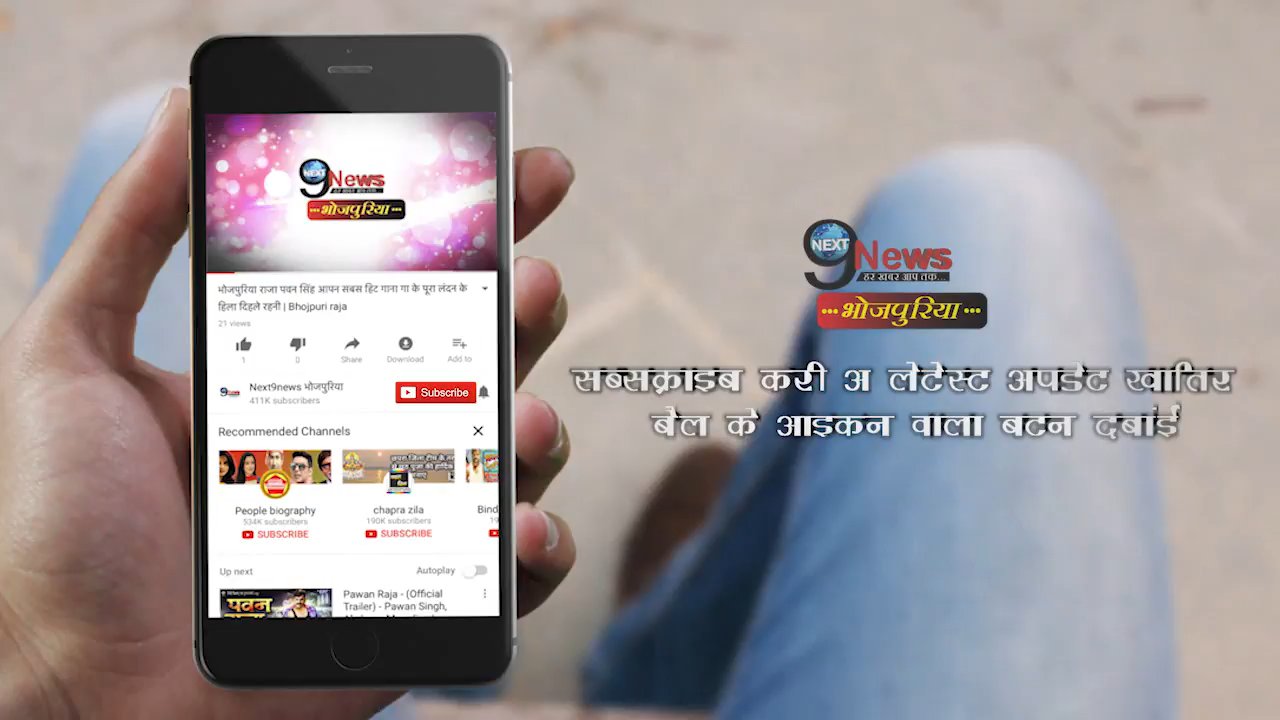 NEXT
9 News
हर खबर आप तक...
भोजपुरिया
भोजपुरिया राजा पवन सिंह आपन सबस हिट गाना गा के पूरा लंदन के
हिला दिहले रहनी | Bhojpuri raja
21 views
1
0
Share
Download
Add to
9
Next9news भोजपुरिया
411K subscribers
Subscribe
Recommended Channels
People biography
534K subscribers
SUBSCRIBE
chapra zila
190K subscribers
SUBSCRIBE
Bind
19
Up next
Autoplay
पवन
Pawan Raja - (Official
Trailer) - Pawan Singh,
NEXT
9 News
हर खबर आप तक...
भोजपुरिया
सब्सक्राइब करी अ लेटेस्ट अपडेट खातिर
बैल के आइकन वाला बटन दबाई